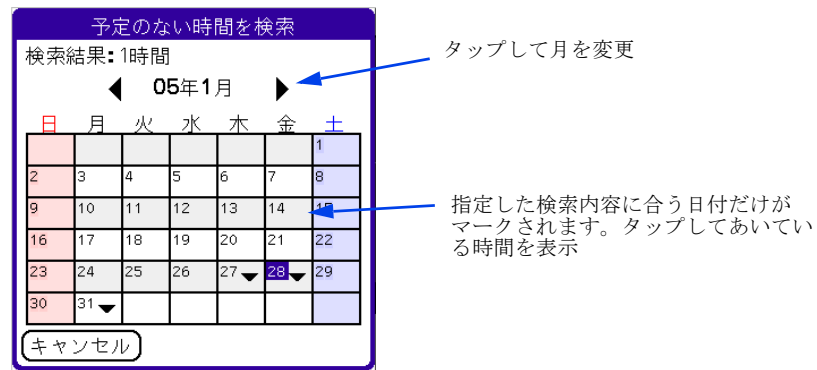 予定のない時間を検索
検索結果: 1時間
05年1月
タップして月を変更
日 月 火 水 木 金 土
1
2 3 4 5 6 7 8
9 10 11 12 13 14 15
16 17 18 19 20 21 22
23 24 25 26 27 28 29
30 31
指定した検索内容に合う日付だけが
マークされます。タップしてあいてい
る時間を表示
キャンセル